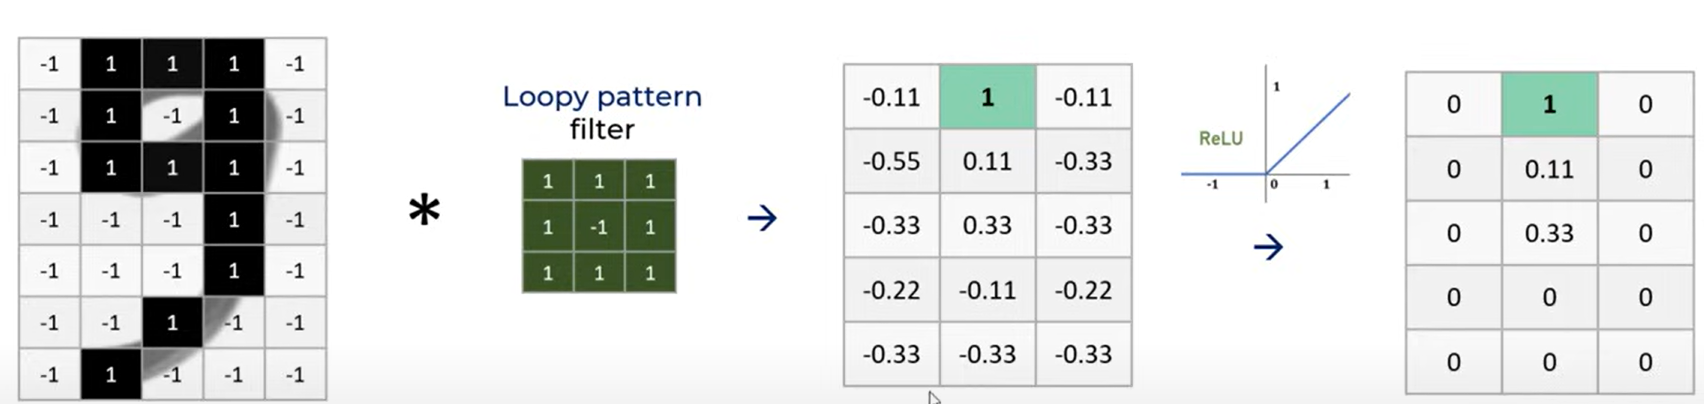 -1 1 1 1 -1
-1 1 -1 1 -1
-1 1 1 1 -1
-1 -1 -1 1 -1
-1 -1 -1 1 -1
-1 -1 1 -1 -1
-1 1 -1 -1 -1
*
Loopy pattern
filter
1 1 1
1 -1 1
1 1 1
→
-0.11 1 -0.11
-0.55 0.11 -0.33
-0.33 0.33 -0.33
-0.22 -0.11 -0.22
-0.33 -0.33 -0.33
1
ReLU
-1 0 1
→
0 1 0
0 0.11 0
0 0.33 0
0 0 0
0 0 0